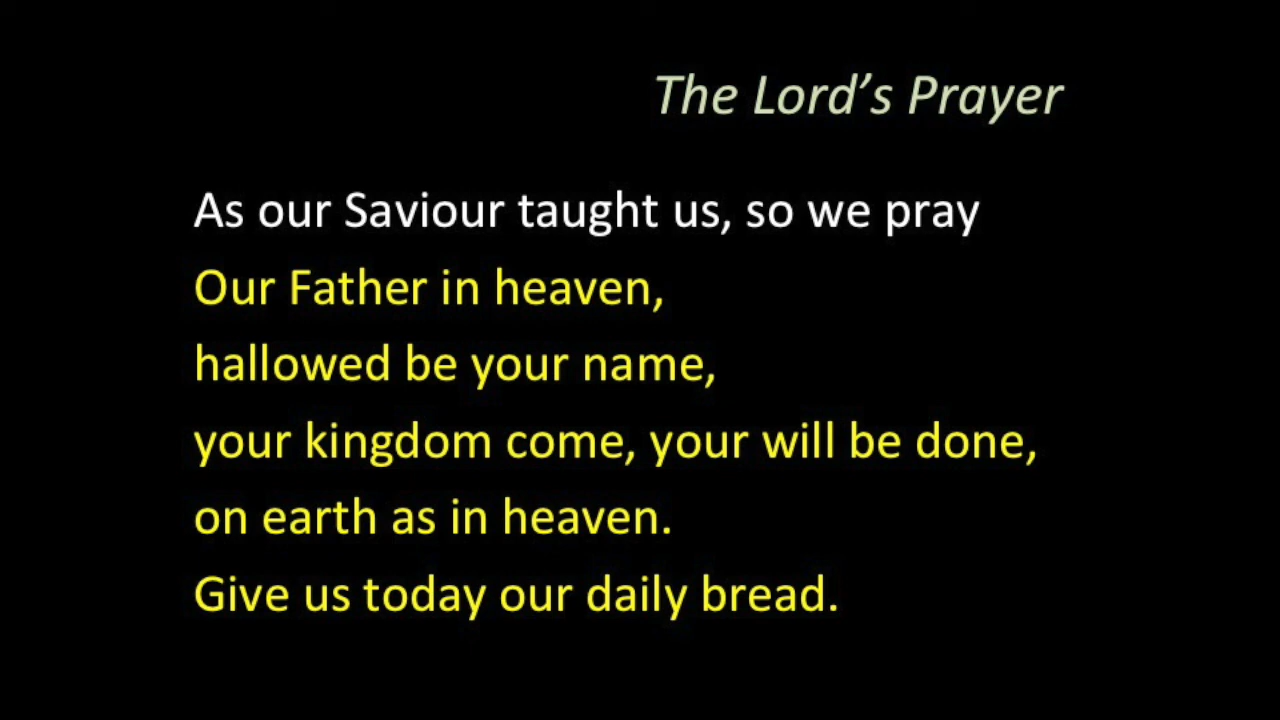 The Lord’s Prayer
As our Saviour taught us, so we pray
Our Father in heaven,
hallowed be your name,
your kingdom come, your will be done,
on earth as in heaven.
Give us today our daily bread.